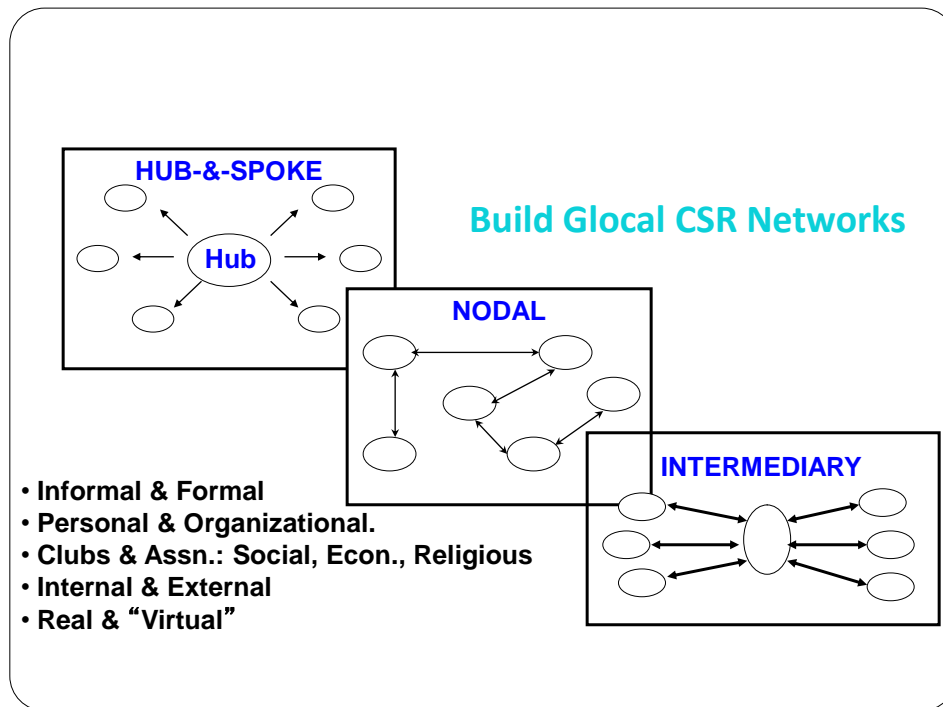 HUB-&-SPOKE
Hub
Build Glocal CSR Networks
NODAL
INTERMEDIARY
• Informal & Formal
• Personal & Organizational.
• Clubs & Assn.: Social, Econ., Religious
• Internal & External
• Real & “Virtual”